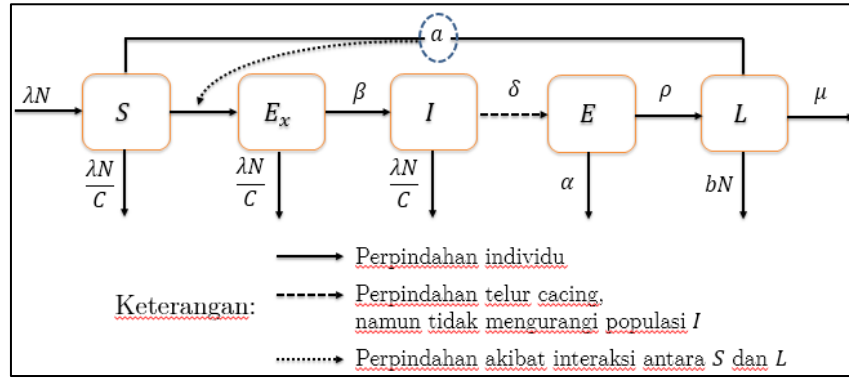 a
λN
S
E_x
β
I
δ
E
ρ
L
μ
λN/C
λN/C
λN/C
α
bN
Keterangan:
Perpindahan individu
Perpindahan telur cacing,
namun tidak mengurangi populasi I
Perpindahan akibat interaksi antara S dan L